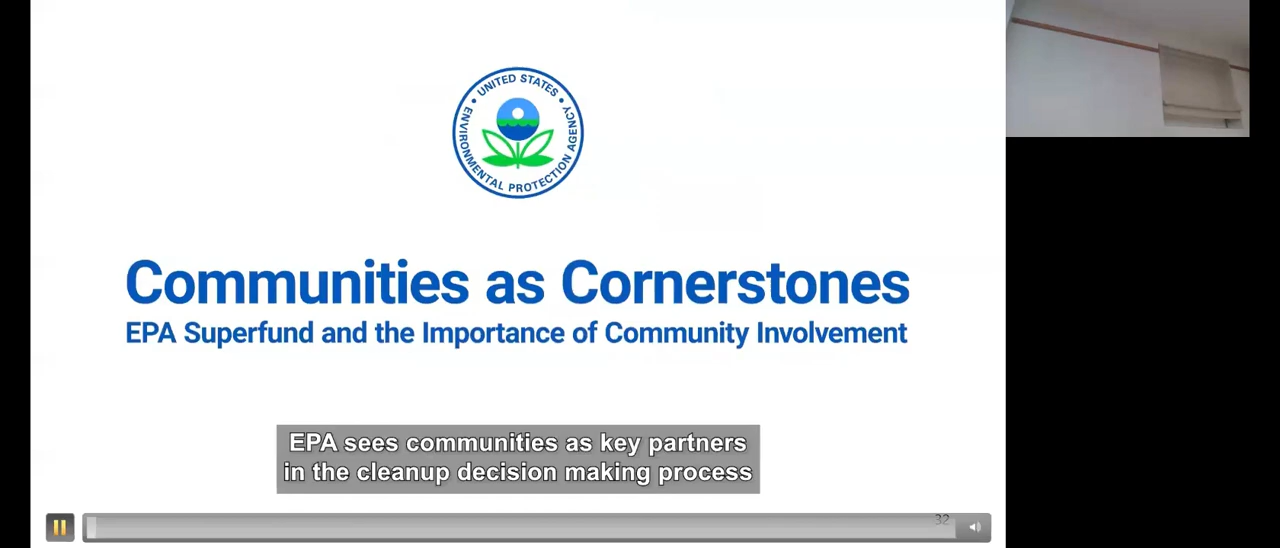 UNITED STATES
ENVIRONMENTAL PROTECTION AGENCY
Communities as Cornerstones
EPA Superfund and the Importance of Community Involvement
EPA sees communities as key partners
in the cleanup decision making process
32